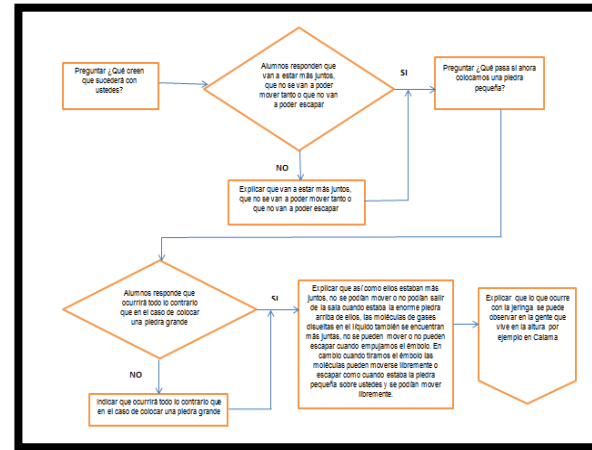 Preguntar ¿Qué creen
que sucederá con
ustedes?
Alumnos responden que
van a estar más juntos,
que no se van a poder
mover tanto o que no van
a poder escapar
SI
Preguntar ¿Qué pasa si ahora
colocamos una piedra
pequeña?
NO
Explicar que van a estar más juntos,
que no se van a poder mover tanto o
que no van a poder escapar
Alumnos responde que
ocurrirá todo lo contrario
que en el caso de colocar
una piedra grande
SI
NO
Indicar que ocurrirá todo lo contrario que
en el caso de colocar una piedra grande
Explicar que así como ellos estaban más
juntos, no se podían mover o no podían salir
de la sala cuando estaba la enorme piedra
arriba de ellos, las moléculas de gases
disueltas en el líquido también se encuentran
más juntas, no se pueden mover o no pueden
escapar cuando empujamos el émbolo. En
cambio cuando tiramos el émbolo las
moléculas pueden moverse libremente o
escapar como cuando estaba la piedra
pequeña sobre ustedes y se podían mover
libremente.
Explicar que lo que ocurre
con la jeringa se puede
observar en la gente que
vive en la altura por
ejemplo en Calama